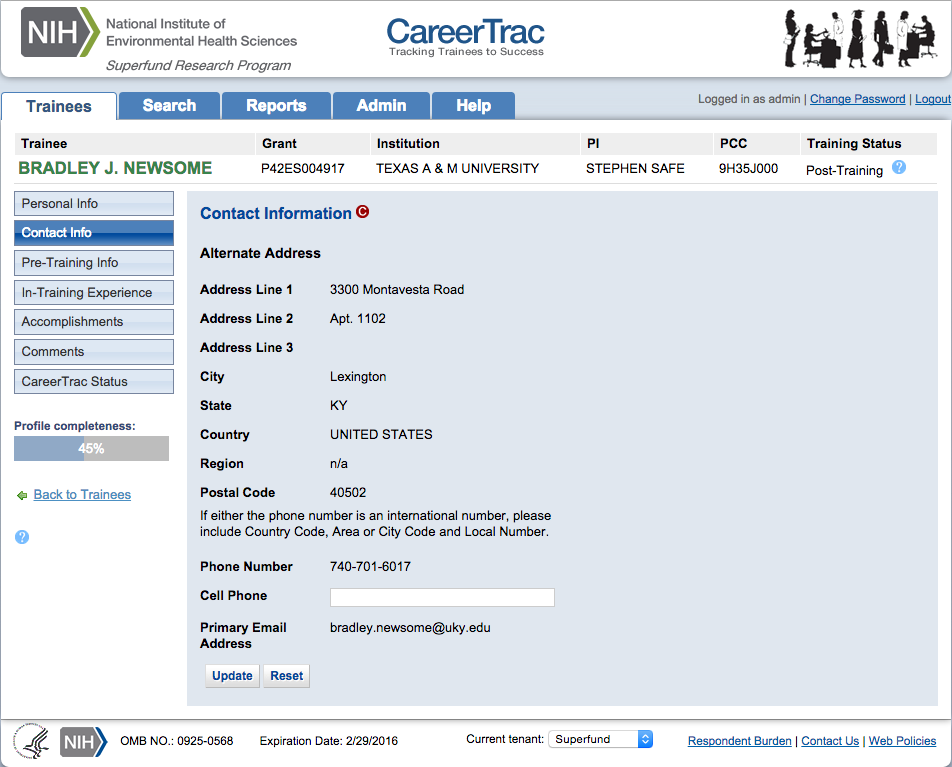 NIH
National Institute of
Environmental Health Sciences
Superfund Research Program
CareerTrac
Tracking Trainees to Success
Trainees Search Reports Admin Help
Logged in as admin | Change Password | Logout
Trainee Grant Institution PI PCC Training Status
BRADLEY J. NEWSOME P42ES004917 TEXAS A & M UNIVERSITY STEPHEN SAFE 9H35J000 Post-Training ?
Personal Info
Contact Info
Pre-Training Info
In-Training Experience
Accomplishments
Comments
CareerTrac Status
Profile completeness:
45%
Back to Trainees
?
Contact Information C
Alternate Address
Address Line 1 3300 Montavesta Road
Address Line 2 Apt. 1102
Address Line 3
City Lexington
State KY
Country UNITED STATES
Region n/a
Postal Code 40502
If either the phone number is an international number, please
include Country Code, Area or City Code and Local Number.
Phone Number 740-701-6017
Cell Phone
Primary Email bradley.newsome@uky.edu
Address
Update Reset
NIH OMB NO.: 0925-0568 Expiration Date: 2/29/2016 Current tenant: Superfund Respondent Burden | Contact Us | Web Policies